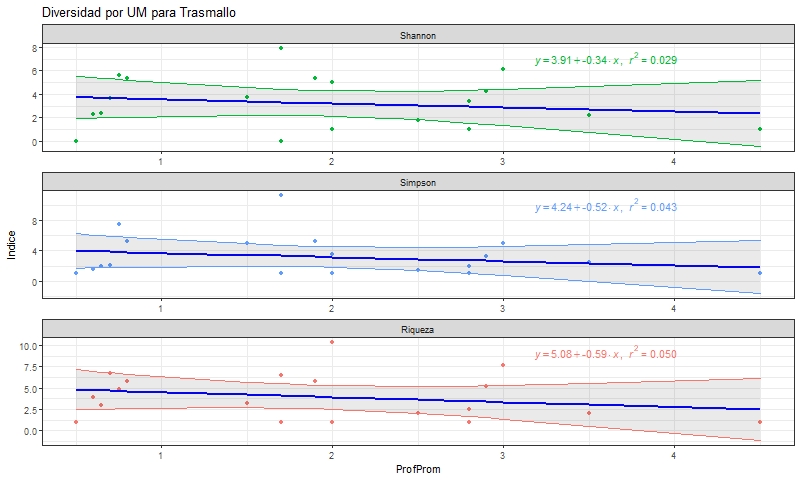 Diversidad por UM para Trasmallo
Shannon
8
6
4
2
0
y = 3.91 + -0.34 · x, r² = 0.029
1 2 3 4
Simpson
8
4
0
y = 4.24 + -0.52 · x, r² = 0.043
1 2 3 4
Indice
Riqueza
10.0
7.5
5.0
2.5
0.0
y = 5.08 + -0.59 · x, r² = 0.050
1 2 3 4
ProfProm